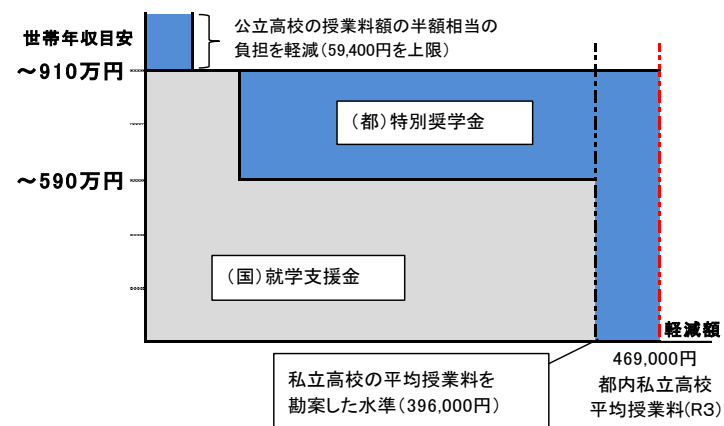 公立高校の授業料額の半額相当の
負担を軽減(59,400円を上限)
世帯年収目安
～910万円
(都)特別奨学金
～590万円
(国)就学支援金
軽減額
私立高校の平均授業料を
勘案した水準(396,000円)
469,000円
都内私立高校
平均授業料(R3)